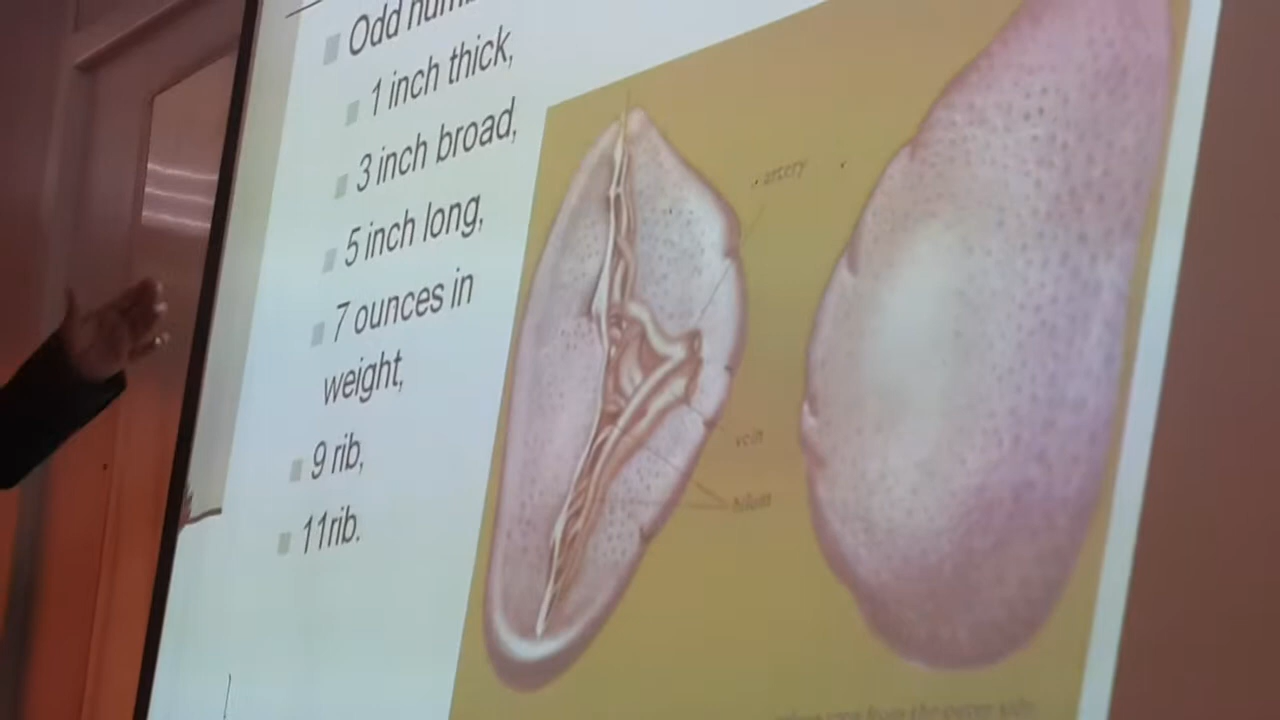 Odd
1 inch thick,
3 inch broad,
5 inch long,
7 ounces in
weight,
9 rib,
11rib.
artery
vein
hilum